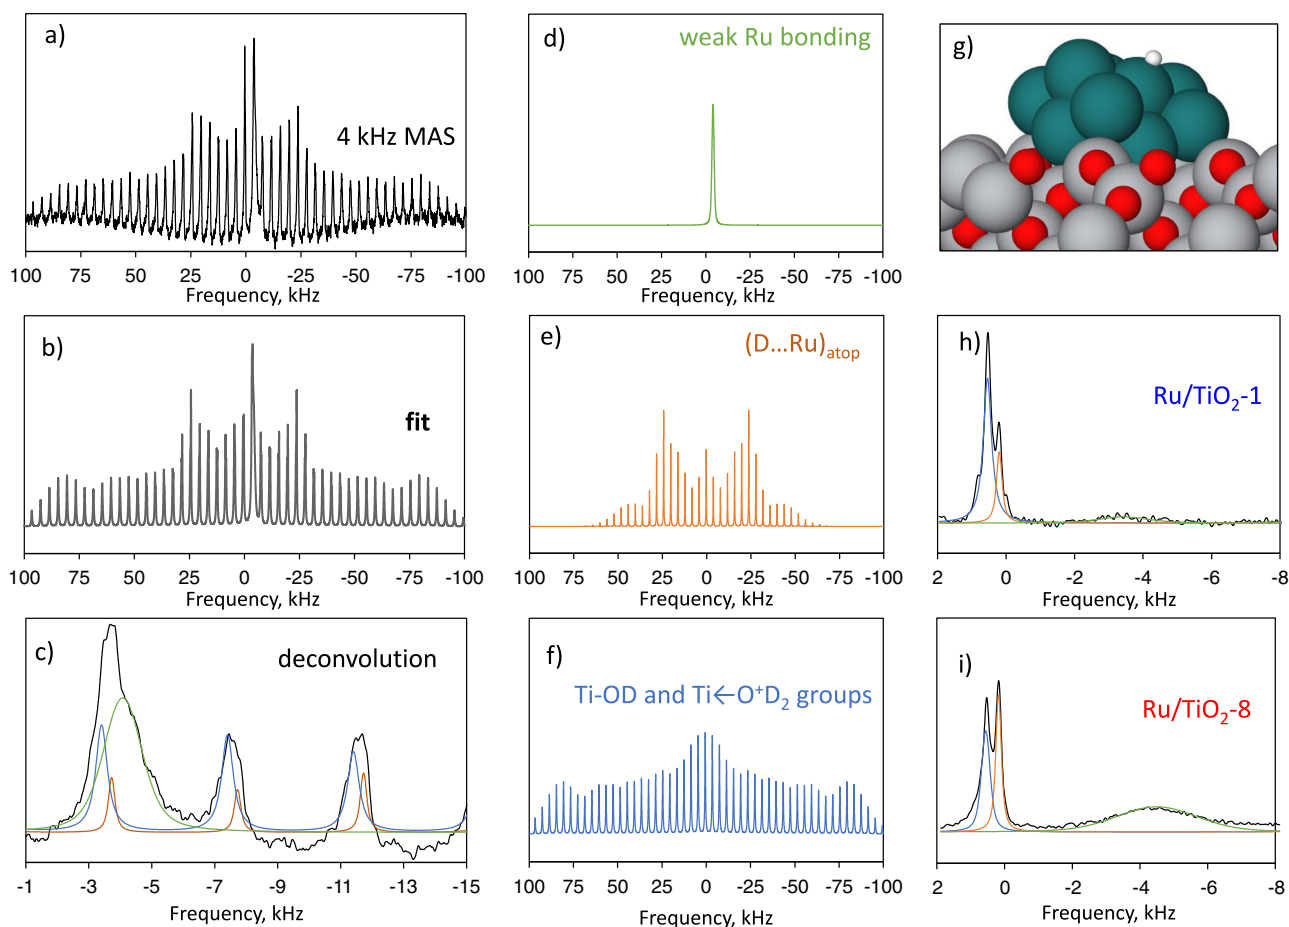 a)
4 kHz MAS
100 75 50 25 0 -25 -50 -75 -100
Frequency, kHz
b)
fit
100 75 50 25 0 -25 -50 -75 -100
Frequency, kHz
c)
deconvolution
-1 -3 -5 -7 -9 -11 -13 -15
Frequency, kHz
d)
weak Ru bonding
100 75 50 25 0 -25 -50 -75 -100
Frequency, kHz
e)
(D...Ru)atop
100 75 50 25 0 -25 -50 -75 -100
Frequency, kHz
f)
Ti-OD and Ti←O⁺D₂ groups
100 75 50 25 0 -25 -50 -75 -100
Frequency, kHz
g)
h)
Ru/TiO₂-1
2 0 -2 -4 -6 -8
Frequency, kHz
i)
Ru/TiO₂-8
2 0 -2 -4 -6 -8
Frequency, kHz